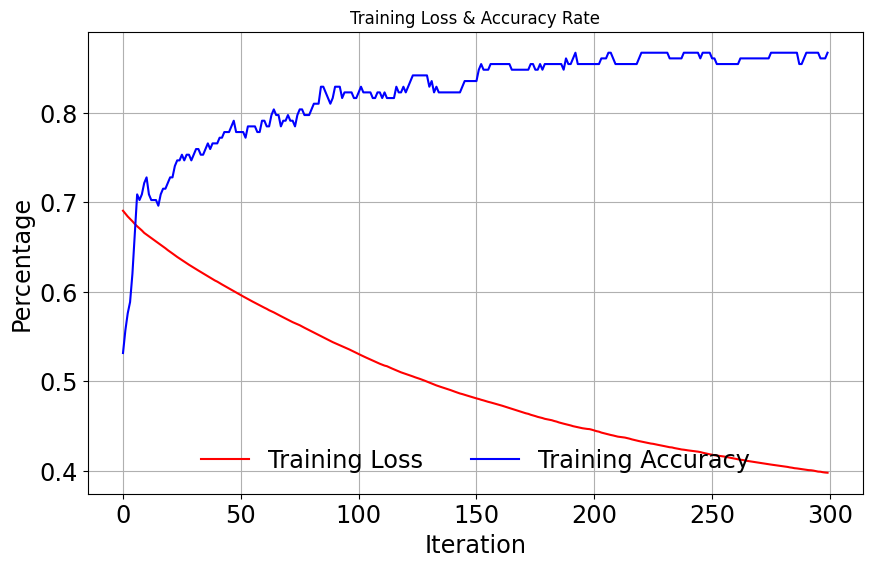 Training Loss & Accuracy Rate
Percentage
0.8
0.7
0.6
0.5
0.4
Training Loss
Training Accuracy
0 50 100 150 200 250 300
Iteration